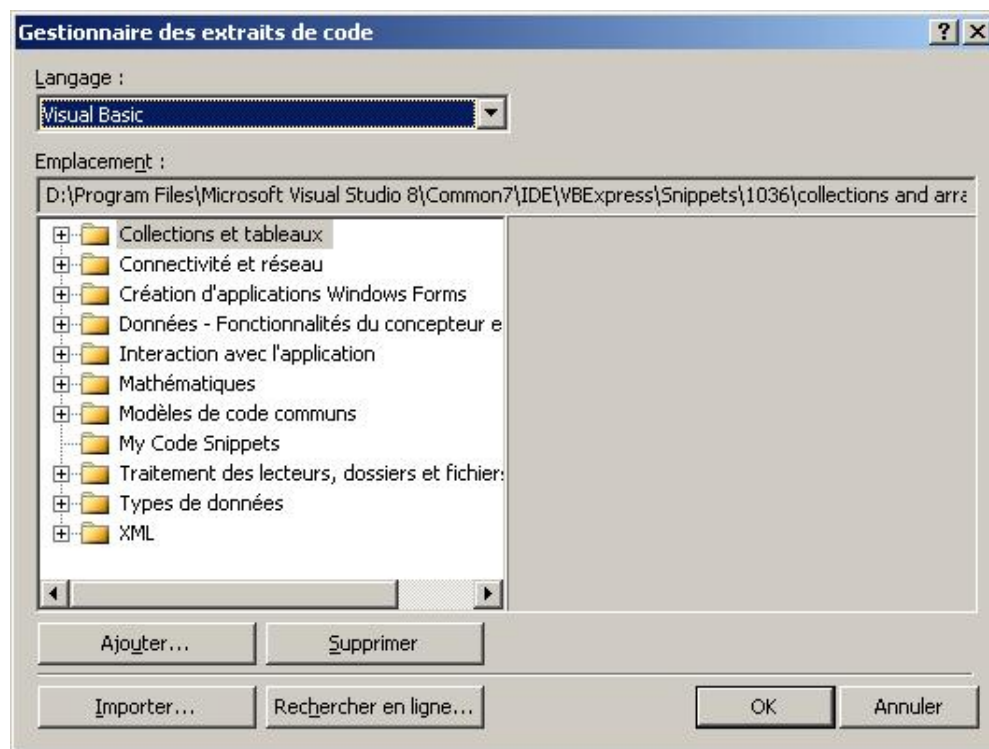 Gestionnaire des extraits de code
Langage :
Visual Basic
Emplacement :
D:\Program Files\Microsoft Visual Studio 8\Common7\IDE\VBExpress\Snippets\1036\collections and arra
Collections et tableaux
Connectivité et réseau
Création d'applications Windows Forms
Données - Fonctionnalités du concepteur e
Interaction avec l'application
Mathématiques
Modèles de code communs
My Code Snippets
Traitement des lecteurs, dossiers et fichier
Types de données
XML
Ajouter... Supprimer
Importer... Rechercher en ligne... OK Annuler